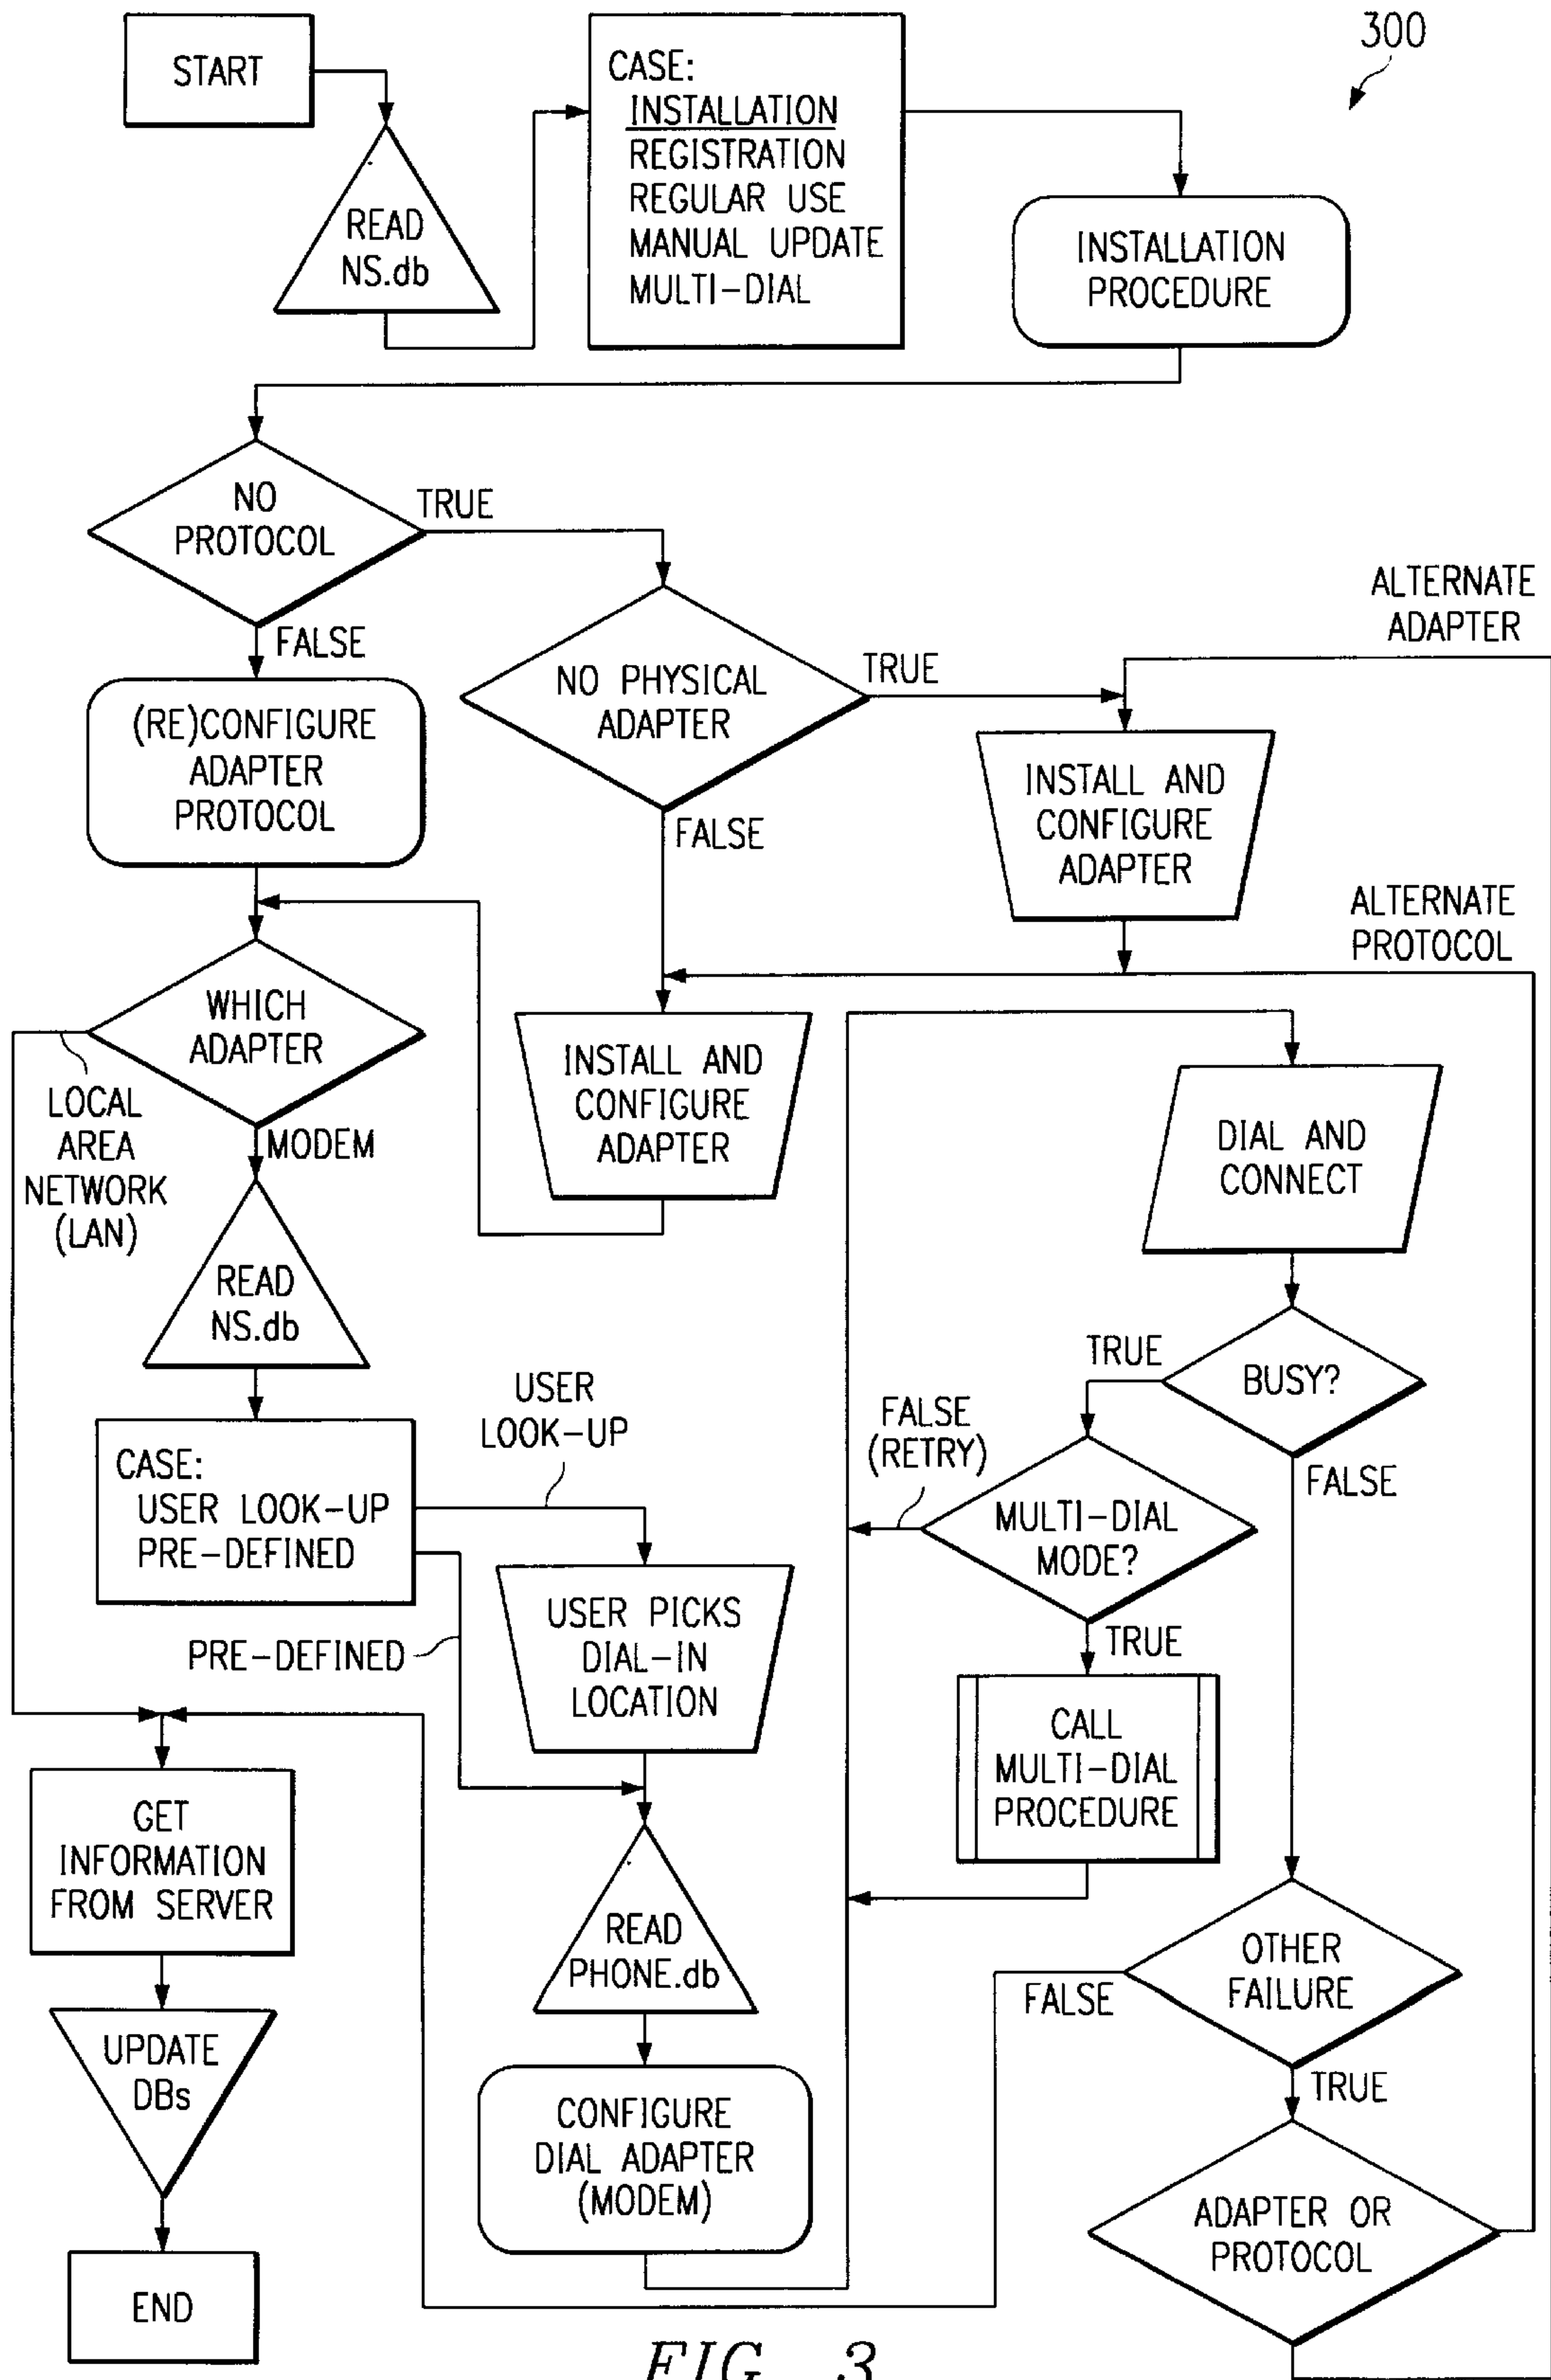 300
START
CASE:
INSTALLATION
REGISTRATION
REGULAR USE
MANUAL UPDATE
MULTI-DIAL
READ
NS.db
INSTALLATION
PROCEDURE
NO
PROTOCOL
TRUE
FALSE
NO PHYSICAL
ADAPTER
TRUE
FALSE
ALTERNATE
ADAPTER
(RE)CONFIGURE
ADAPTER
PROTOCOL
INSTALL AND
CONFIGURE
ADAPTER
ALTERNATE
PROTOCOL
WHICH
ADAPTER
LOCAL
AREA
NETWORK
(LAN)
MODEM
INSTALL AND
CONFIGURE
ADAPTER
DIAL AND
CONNECT
READ
NS.db
BUSY?
TRUE
FALSE
USER
LOOK-UP
FALSE
(RETRY)
CASE:
USER LOOK-UP
PRE-DEFINED
MULTI-DIAL
MODE?
TRUE
USER PICKS
DIAL-IN
LOCATION
PRE-DEFINED
CALL
MULTI-DIAL
PROCEDURE
GET
INFORMATION
FROM SERVER
READ
PHONE.db
OTHER
FAILURE
FALSE
TRUE
UPDATE
DBs
CONFIGURE
DIAL ADAPTER
(MODEM)
ADAPTER OR
PROTOCOL
END
FIG. 3